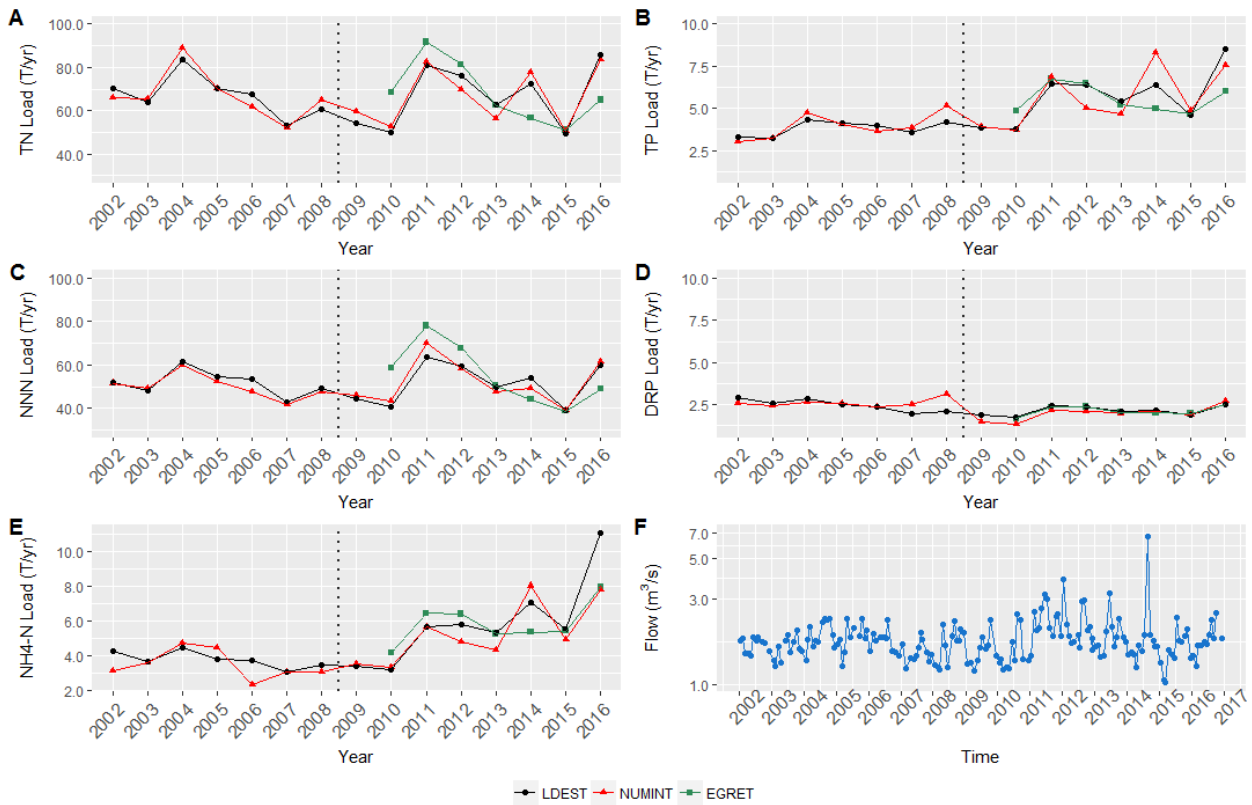 A
TN Load (T/yr)
100.0
80.0
60.0
40.0
2002 2003 2004 2005 2006 2007 2008 2009 2010 2011 2012 2013 2014 2015 2016
Year
B
TP Load (T/yr)
10.0
7.5
5.0
2.5
2002 2003 2004 2005 2006 2007 2008 2009 2010 2011 2012 2013 2014 2015 2016
Year
C
NNN Load (T/yr)
100.0
80.0
60.0
40.0
2002 2003 2004 2005 2006 2007 2008 2009 2010 2011 2012 2013 2014 2015 2016
Year
D
DRP Load (T/yr)
10.0
7.5
5.0
2.5
2002 2003 2004 2005 2006 2007 2008 2009 2010 2011 2012 2013 2014 2015 2016
Year
E
NH4-N Load (T/yr)
10.0
8.0
6.0
4.0
2.0
2002 2003 2004 2005 2006 2007 2008 2009 2010 2011 2012 2013 2014 2015 2016
Year
F
Flow (m³/s)
7.0
5.0
3.0
1.0
2002 2003 2004 2005 2006 2007 2008 2009 2010 2011 2012 2013 2014 2015 2016 2017
Time
LDEST NUMINT EGRET